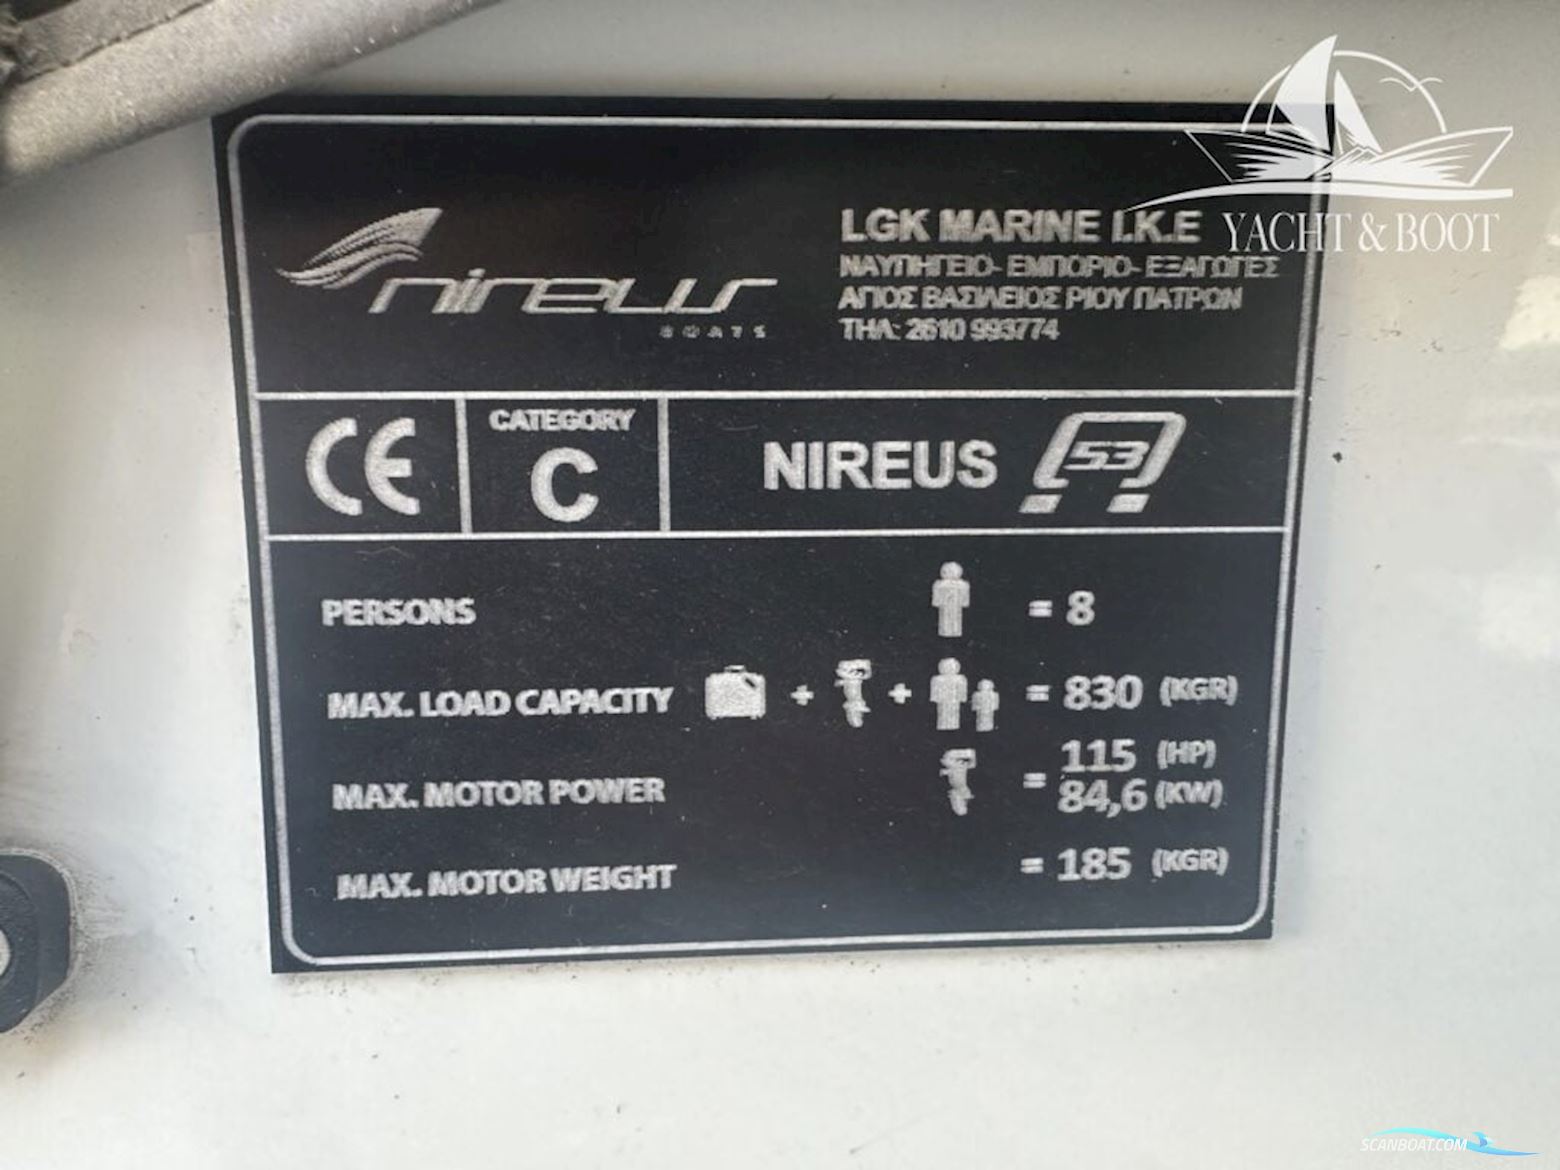 YACHT & BOOT
nireus
BOATS
LGK MARINE I.K.E
ΝΑΥΠΗΓΕΙΟ- ΕΜΠΟΡΙΟ- ΕΞΑΓΩΓΕΣ
ΑΓΙΟΣ ΒΑΣΙΛΕΙΟΣ ΡΙΟΥ ΠΑΤΡΩΝ
ΤΗΛ: 2610 993774
CE
CATEGORY
C
NIREUS 53
PERSONS = 8
MAX. LOAD CAPACITY + + = 830 (KGR)
MAX. MOTOR POWER = 115 (HP)
84,6 (KW)
MAX. MOTOR WEIGHT = 185 (KGR)
SCANBOAT.COM